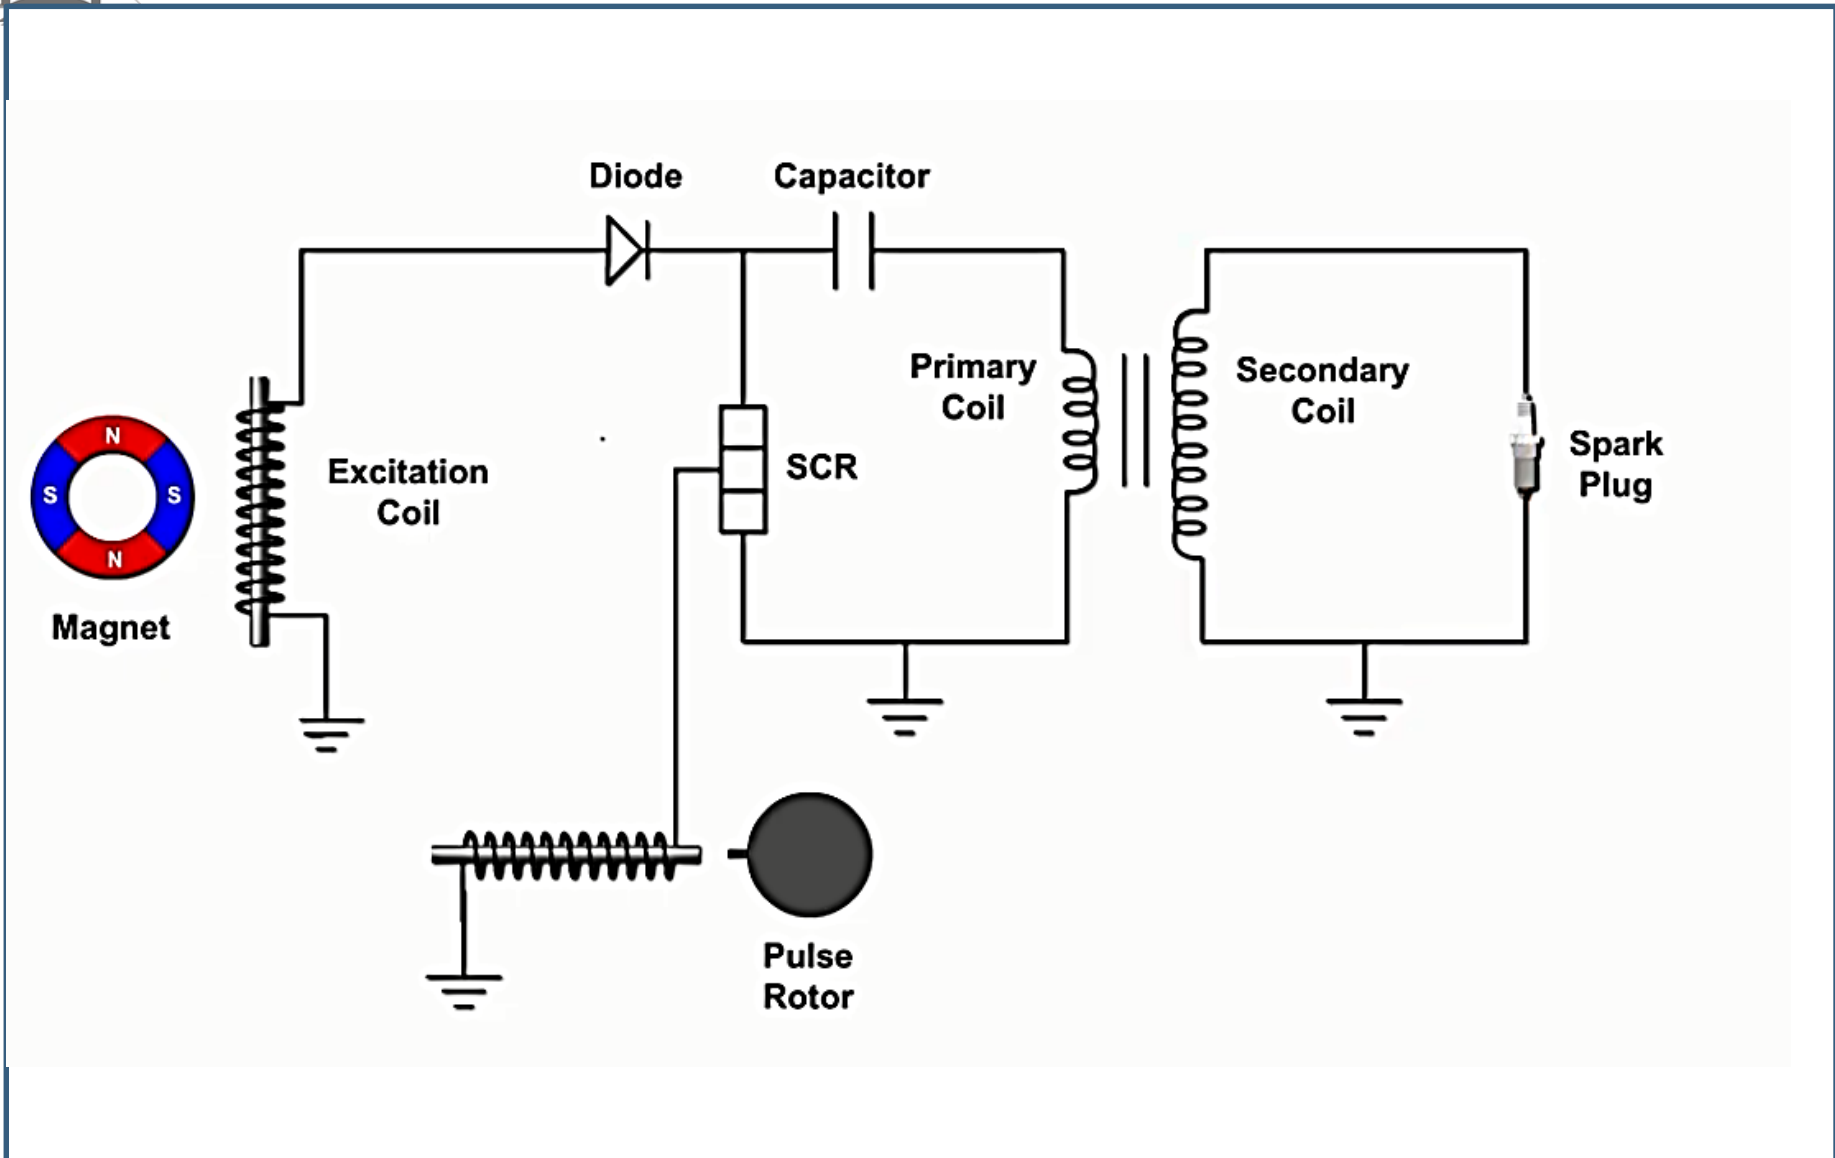 Diode
Capacitor
Primary
Coil
Secondary
Coil
N
S
S
N
Magnet
Excitation
Coil
SCR
Spark
Plug
Pulse
Rotor